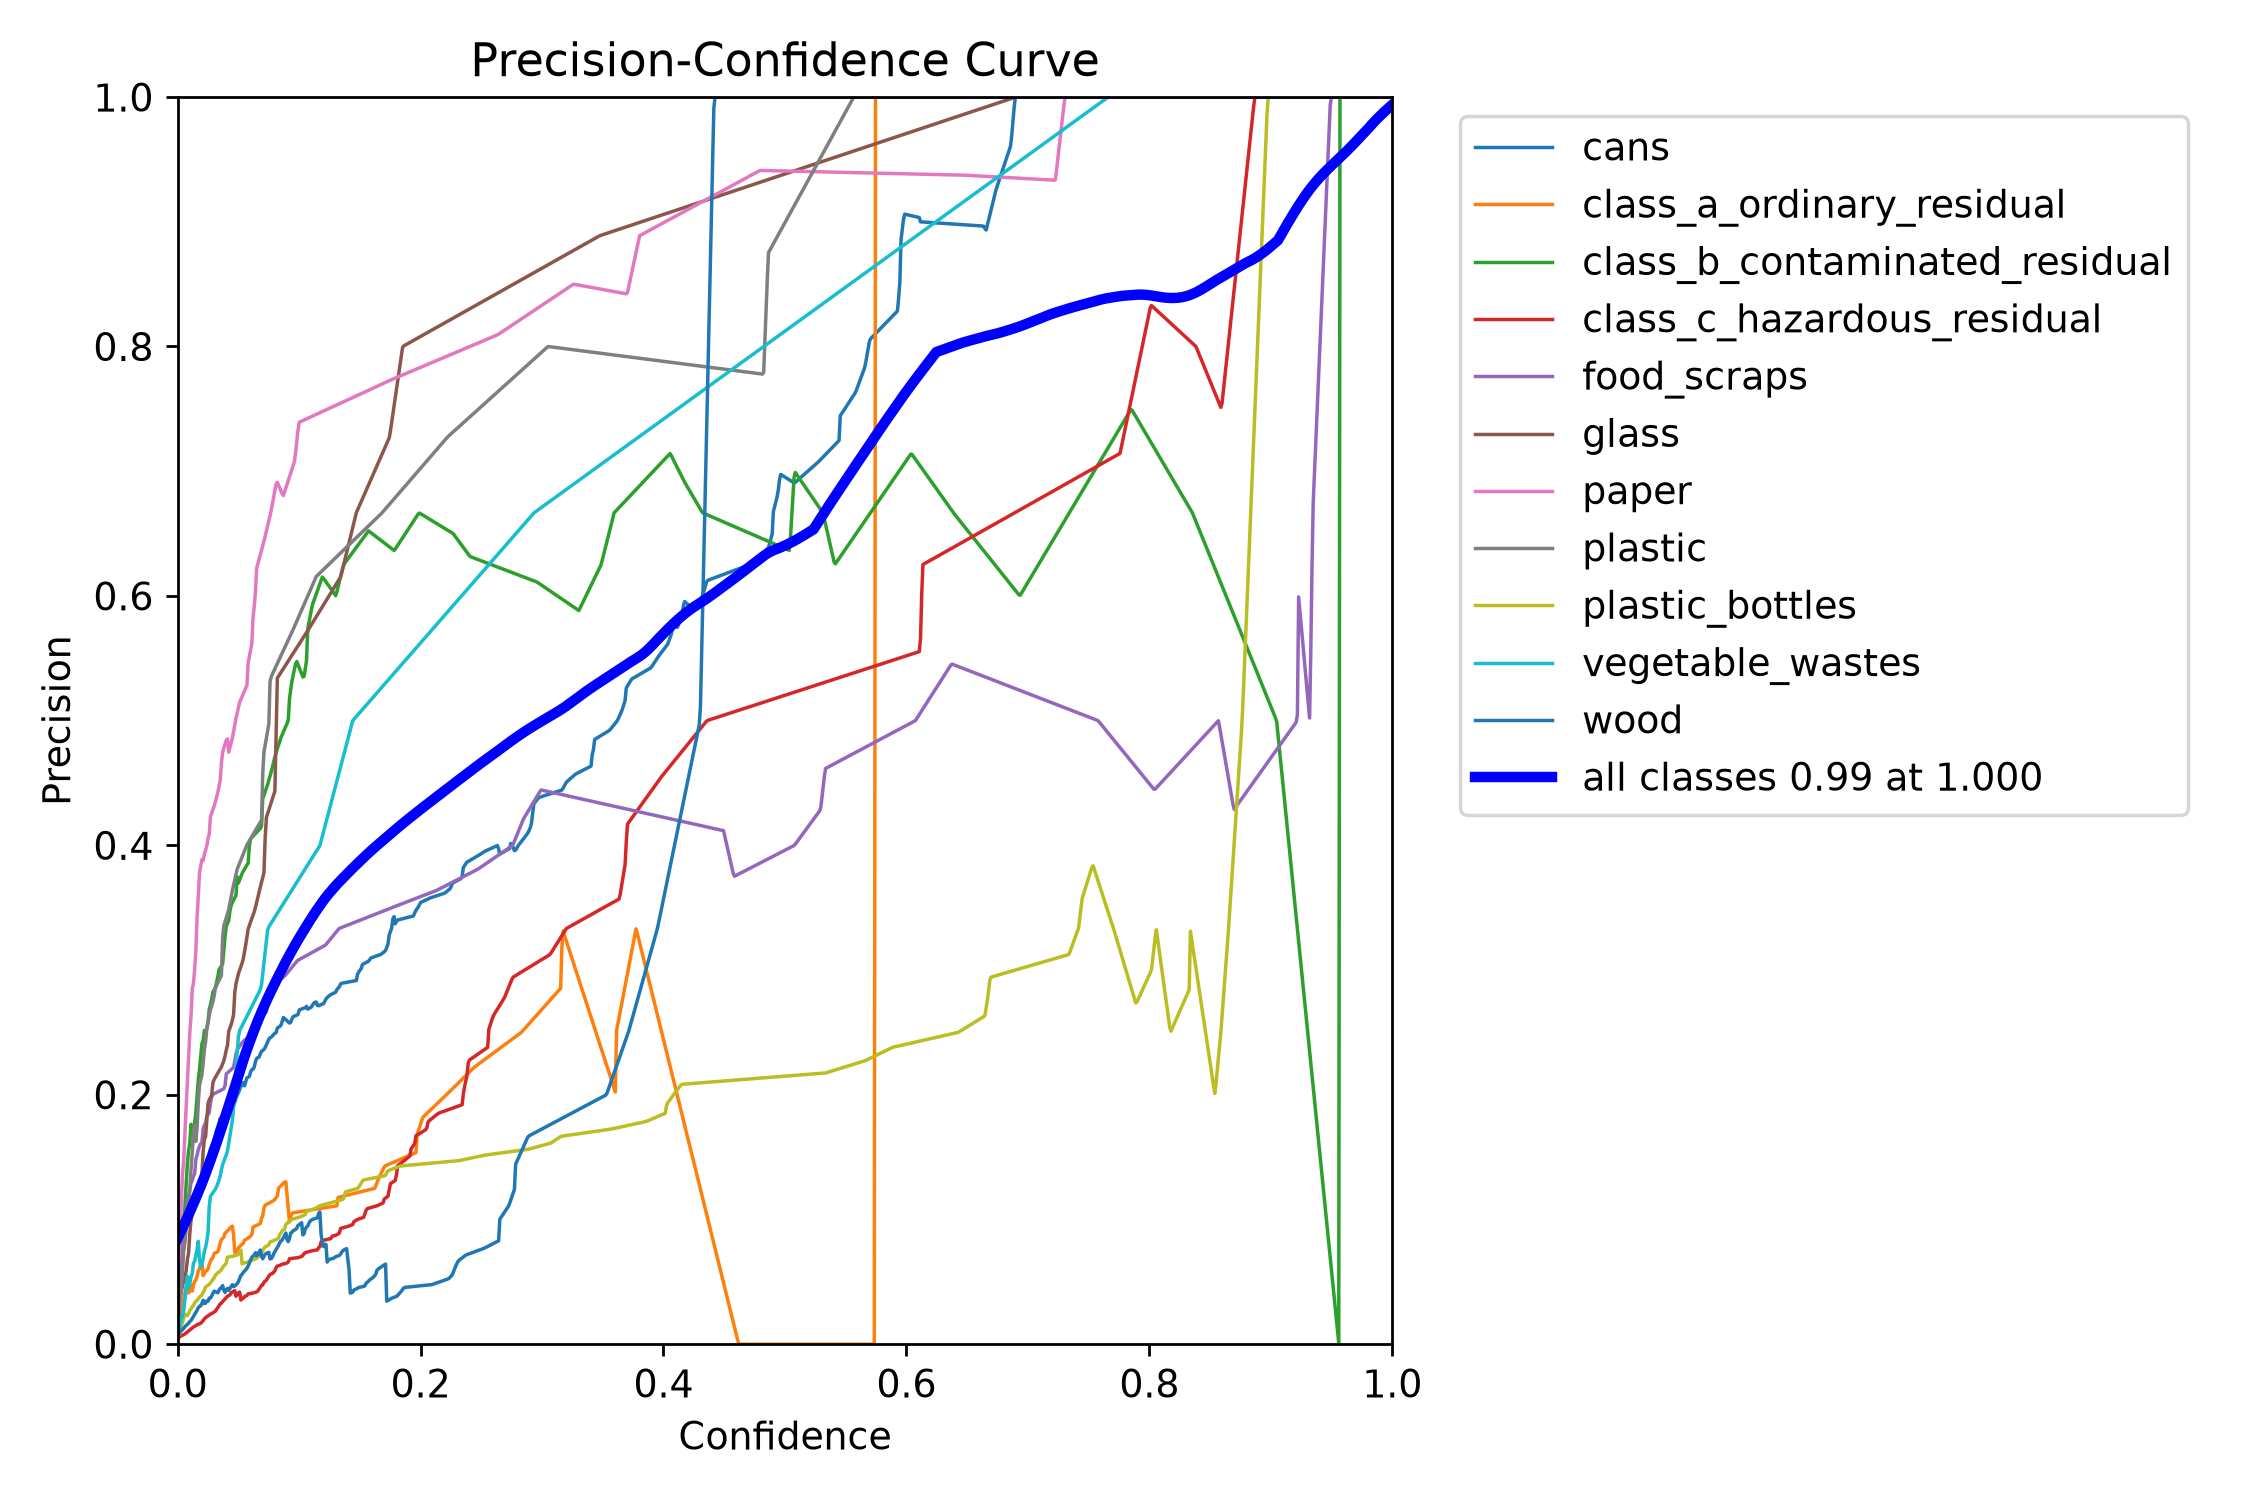 Precision-Confidence Curve
1.0
0.8
0.6
0.4
0.2
0.0
Precision
0.0 0.2 0.4 0.6 0.8 1.0
Confidence
cans
class_a_ordinary_residual
class_b_contaminated_residual
class_c_hazardous_residual
food_scraps
glass
paper
plastic
plastic_bottles
vegetable_wastes
wood
all classes 0.99 at 1.000